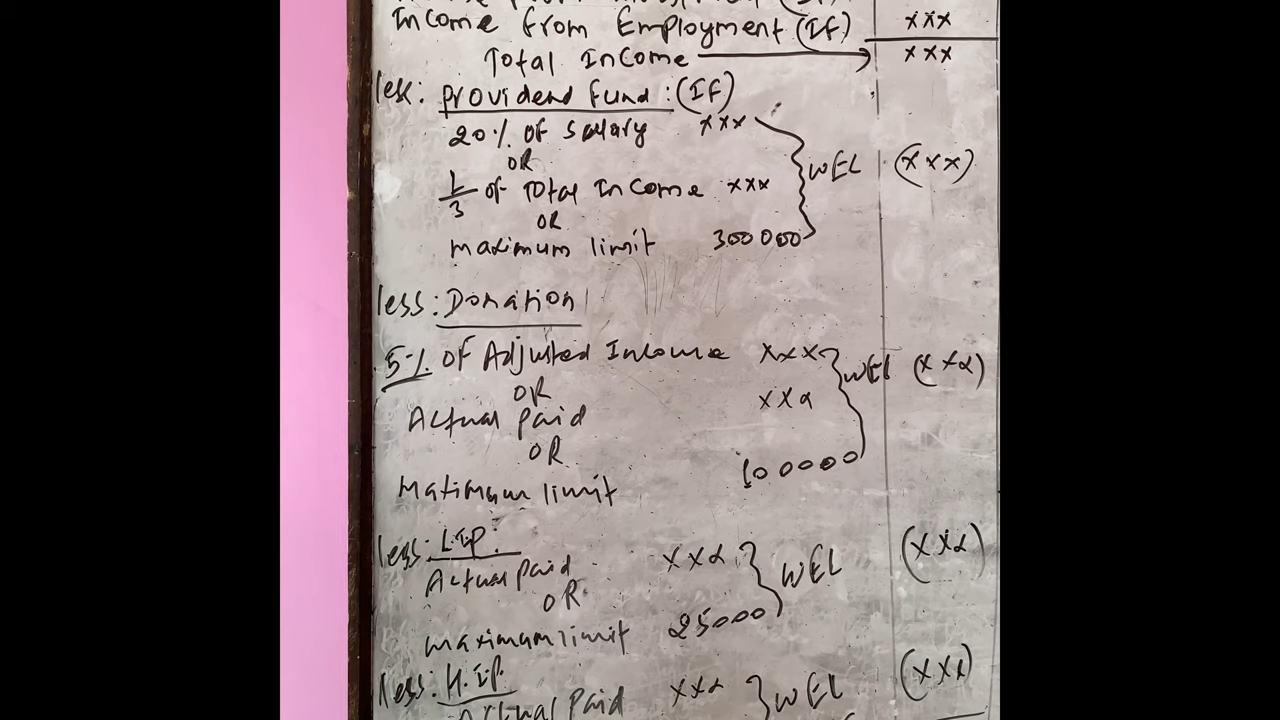 Income from Employment (IF) xxx
Total Income → xxx
less: providend fund: (IF)
20% of salary xxx
OR
1/3 of Total Income xxx WEL (xxx)
OR
maximum limit 300000
less: Donation
5% of Adjusted Income xxx WEL (xxx)
OR
Actual paid xxx
OR
Maximum limit 100000
less: L.I.P:
Actual paid xxx WEL (xxx)
OR
maximum limit 25000
less: H.I.P.
Actual paid xxx WEL (xxx)